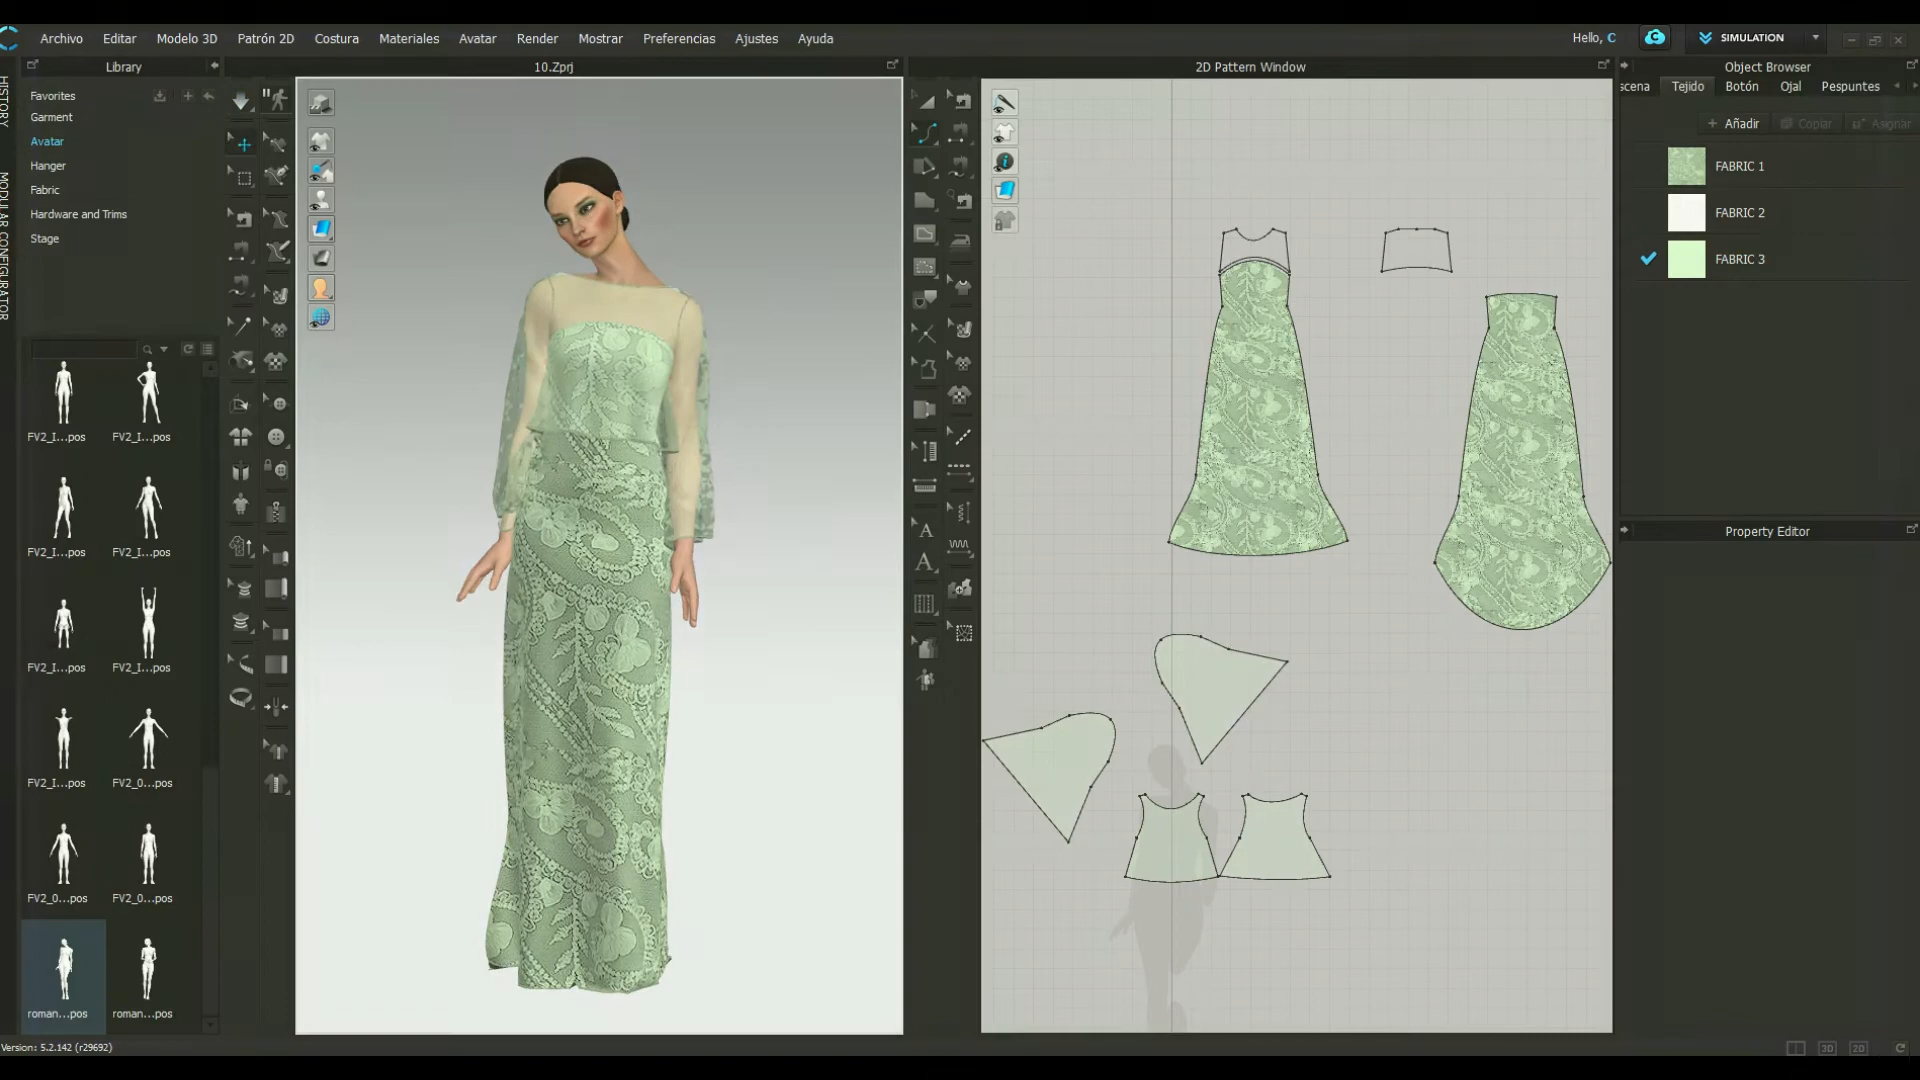 Archivo Editar Modelo 3D Patrón 2D Costura Materiales Avatar Render Mostrar Preferencias Ajustes Ayuda Hello, C SIMULATION
Library
10.Zprj
2D Pattern Window
Object Browser
HISTORY
MODULAR CONFIGURATOR
Favorites
Garment
Avatar
Hanger
Fabric
Hardware and Trims
Stage
FV2_I...pos FV2_I...pos
FV2_I...pos FV2_I...pos
FV2_I...pos FV2_I...pos
FV2_I...pos FV2_0...pos
FV2_0...pos FV2_0...pos
roman...pos roman...pos
A
A
scena Tejido Botón Ojal Pespuntes
+ Añadir Copiar Asignar
FABRIC 1
FABRIC 2
FABRIC 3
Property Editor
Version: 5.2.142 (r29692)
3D 2D